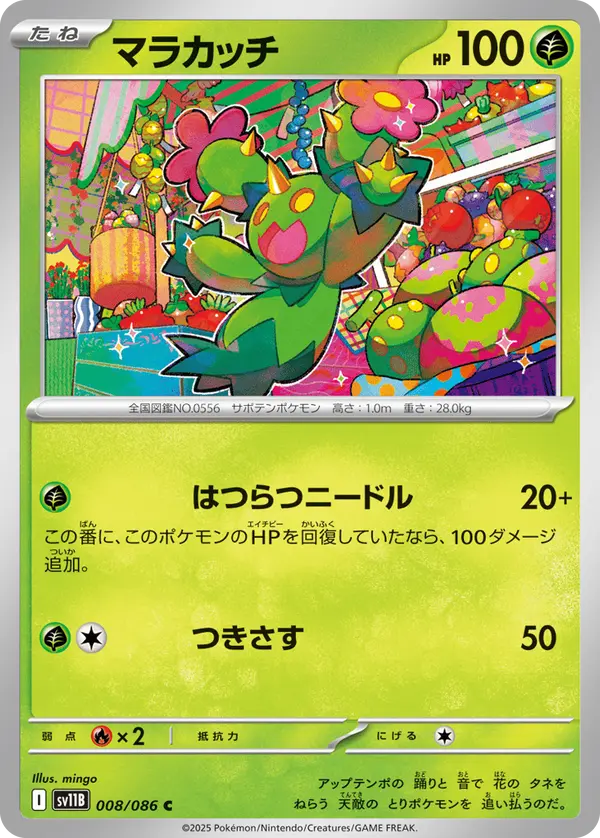 たね マラカッチ HP 100
全国図鑑NO.0556 サボテンポケモン 高さ:1.0m 重さ:28.0kg
はつらつニードル 20+
この番に、このポケモンのHPを回復していたなら、100ダメージ
追加。
つきさす 50
弱点 ×2 抵抗力 にげる
Illus. mingo
I sv11B 008/086 C
アップテンポの 踊りと 音で 花の タネを
ねらう 天敵の とりポケモンを 追い払うのだ。
©2025 Pokémon/Nintendo/Creatures/GAME FREAK.